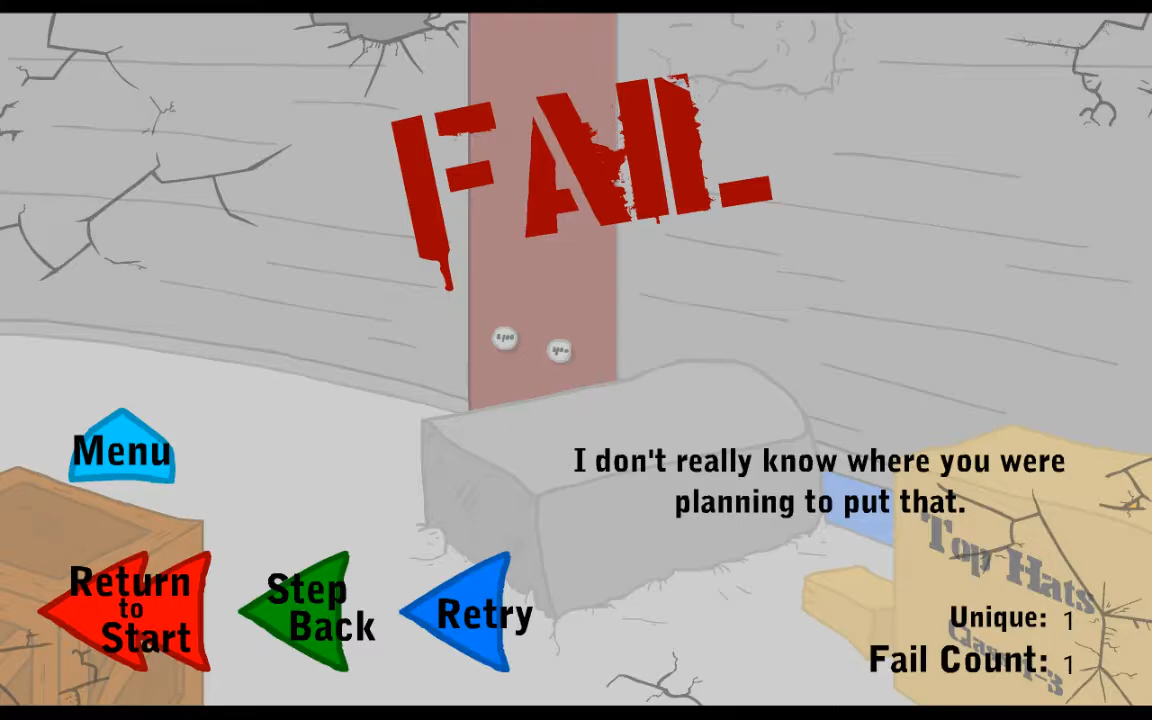 FAIL
Menu
I don't really know where you were
planning to put that.
Top Hats
Return
to
Start
Step
Back
Retry
Unique: 1
Fail Count: 1